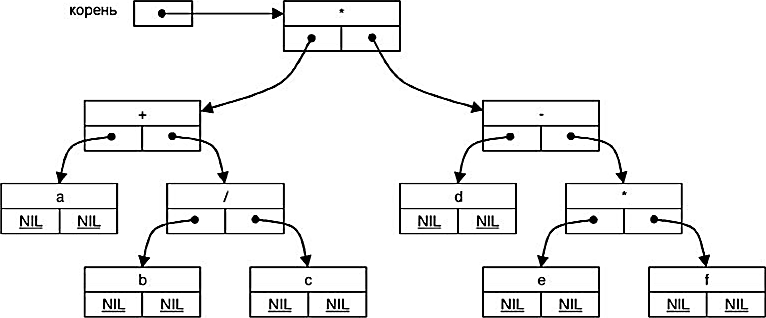 корень
*
+ -
a / d *
NIL NIL NIL NIL
b c e f
NIL NIL NIL NIL NIL NIL NIL NIL